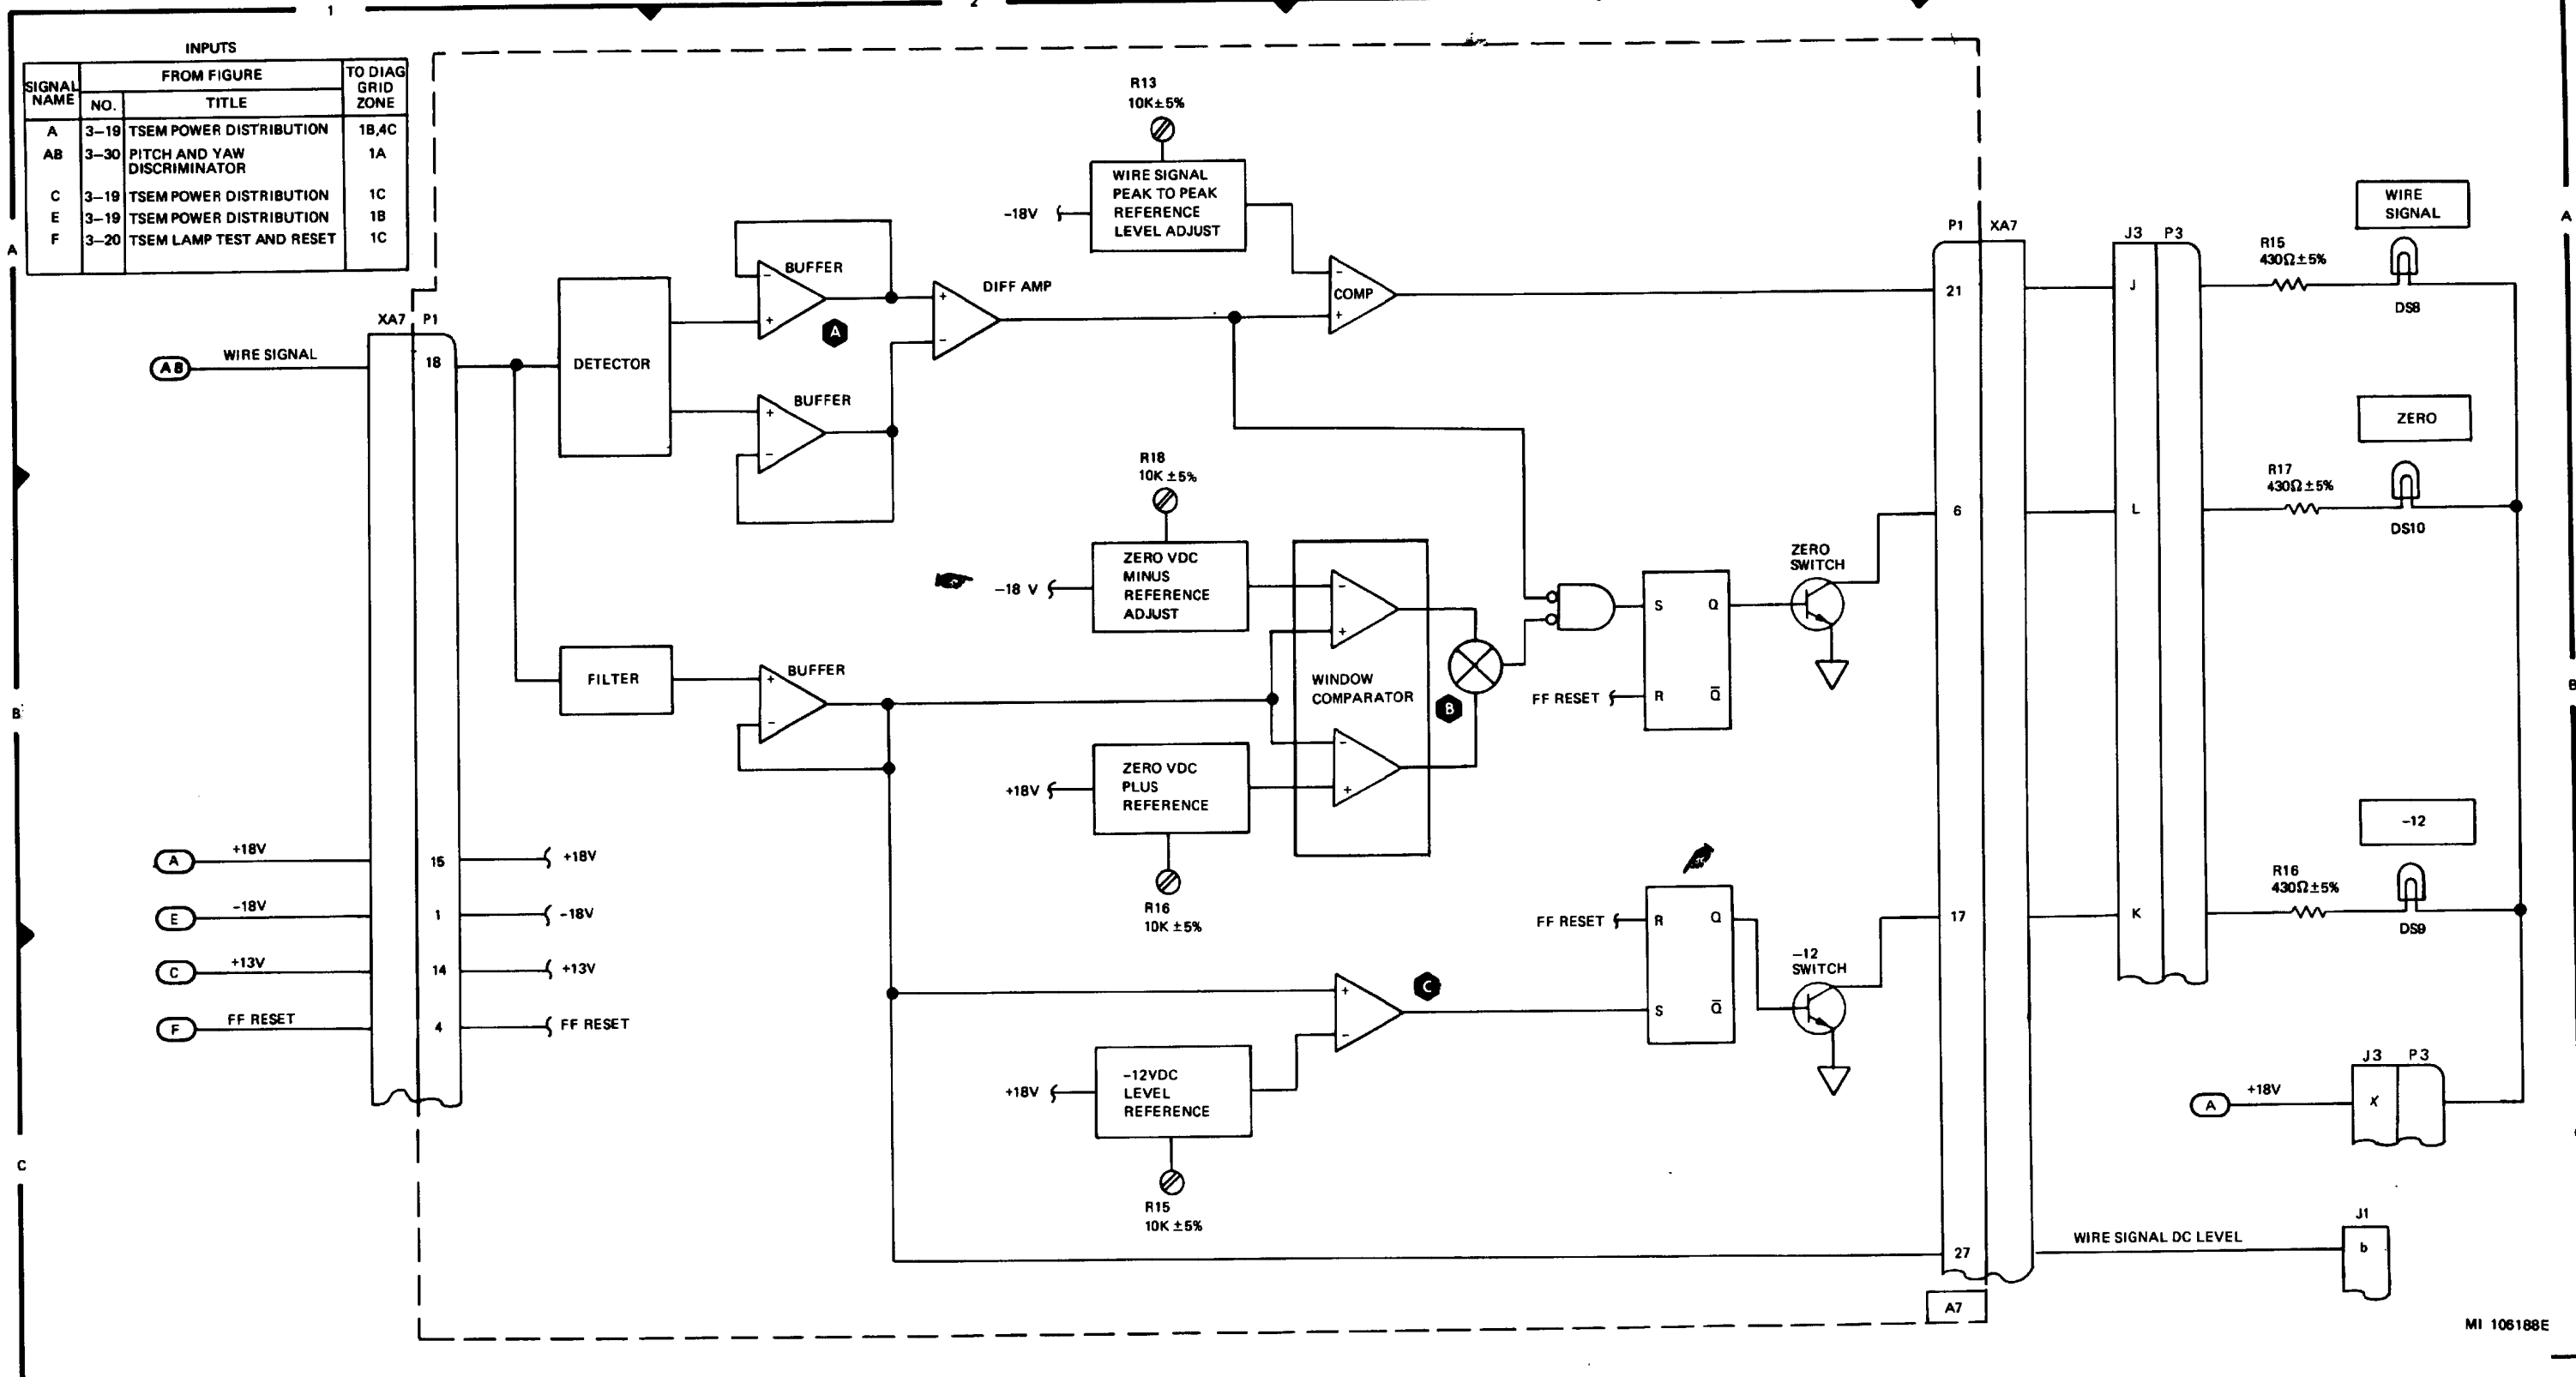 1
2
INPUTS
SIGNAL NAME
FROM FIGURE
TO DIAG GRID ZONE
NO.
TITLE
A 3-19 TSEM POWER DISTRIBUTION 1B,4C
AB 3-30 PITCH AND YAW DISCRIMINATOR 1A
C 3-19 TSEM POWER DISTRIBUTION 1C
E 3-19 TSEM POWER DISTRIBUTION 1B
F 3-20 TSEM LAMP TEST AND RESET 1C
A
A
B
B
C
XA7 P1
AB WIRE SIGNAL 18
A +18V 15 +18V
E -18V 1 -18V
C +13V 14 +13V
F FF RESET 4 FF RESET
DETECTOR
BUFFER
- +
A
BUFFER
+ -
DIFF AMP
+ -
R13
10K±5%
WIRE SIGNAL
PEAK TO PEAK
REFERENCE
LEVEL ADJUST
-18V
COMP
- +
R18
10K ±5%
ZERO VDC
MINUS
REFERENCE
ADJUST
-18 V
FILTER
BUFFER
+ -
- +
WINDOW
COMPARATOR
- +
B
ZERO VDC
PLUS
REFERENCE
+18V
R16
10K ±5%
S Q
FF RESET R Q̅
ZERO
SWITCH
FF RESET R Q
S Q̅
-12
SWITCH
+ -
C
-12VDC
LEVEL
REFERENCE
+18V
R15
10K ±5%
P1 XA7
21
6
17
27
A7
J3 P3
J
L
K
R15
430Ω±5%
WIRE
SIGNAL
DS8
R17
430Ω±5%
ZERO
DS10
R16
430Ω±5%
-12
DS9
J3 P3
A +18V X
WIRE SIGNAL DC LEVEL
J1
b
MI 106188E